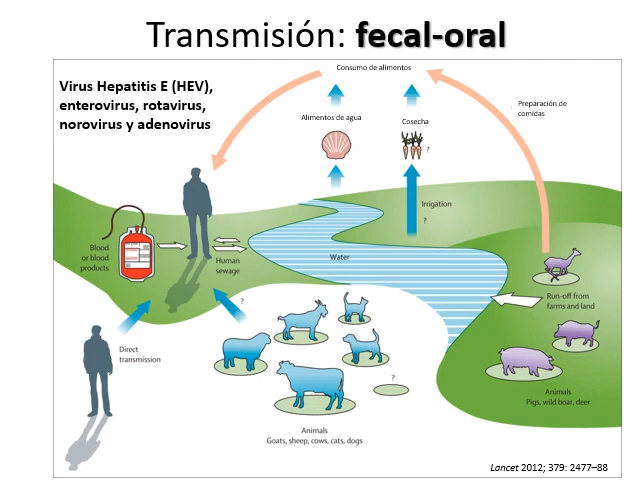 Transmisión: fecal-oral
Consumo de alimentos
Virus Hepatitis E (HEV),
enterovirus, rotavirus,
norovirus y adenovirus
Alimentos de agua
Cosecha
?
Preparación de
comidas
Irrigation
?
Blood
or blood
products
Human
sewage
Water
Run-off from
farms and land
?
Direct
transmission
?
Animals
Goats, sheep, cows, cats, dogs
Animals
Pigs, wild boar, deer
Lancet 2012; 379: 2477–88